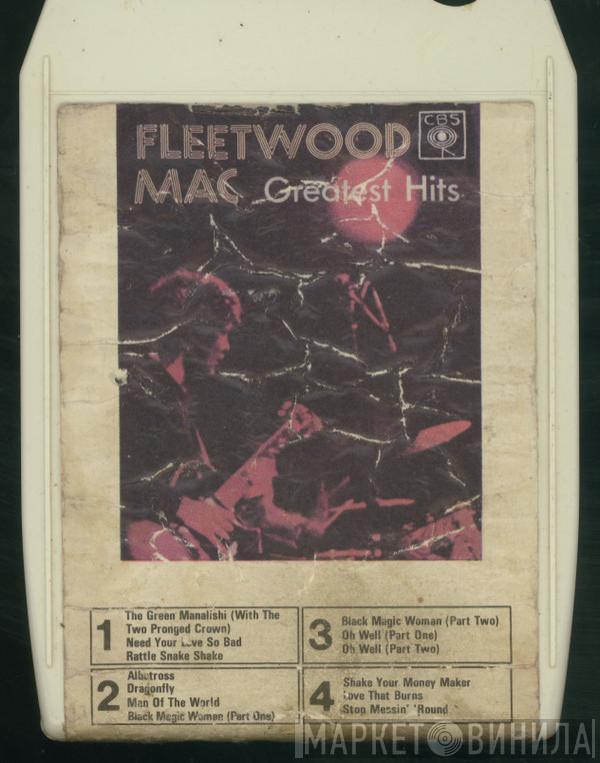 FLEETWOOD
MAC Greatest Hits
CBS
1
The Green Manalishi (With The
Two Pronged Crown)
Need Your Love So Bad
Rattle Snake Shake
2
Albatross
Dragonfly
Man Of The World
Black Magic Woman (Part One)
3
Black Magic Woman (Part Two)
Oh Well (Part One)
Oh Well (Part Two)
4
Shake Your Money Maker
Love That Burns
Stop Messin' 'Round
МАРКЕТ ВИНИЛА